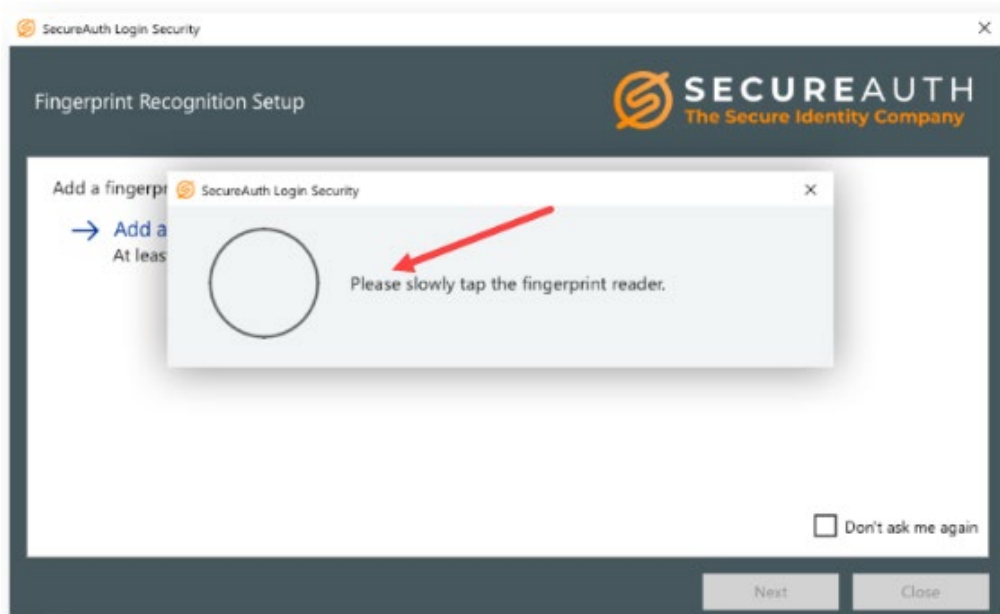 SecureAuth Login Security
Fingerprint Recognition Setup
SECUREAUTH
The Secure Identity Company
Add a
SecureAuth Login Security
Add a
At leas
Please slowly tap the fingerprint reader.
Don't ask me again
Next
Close